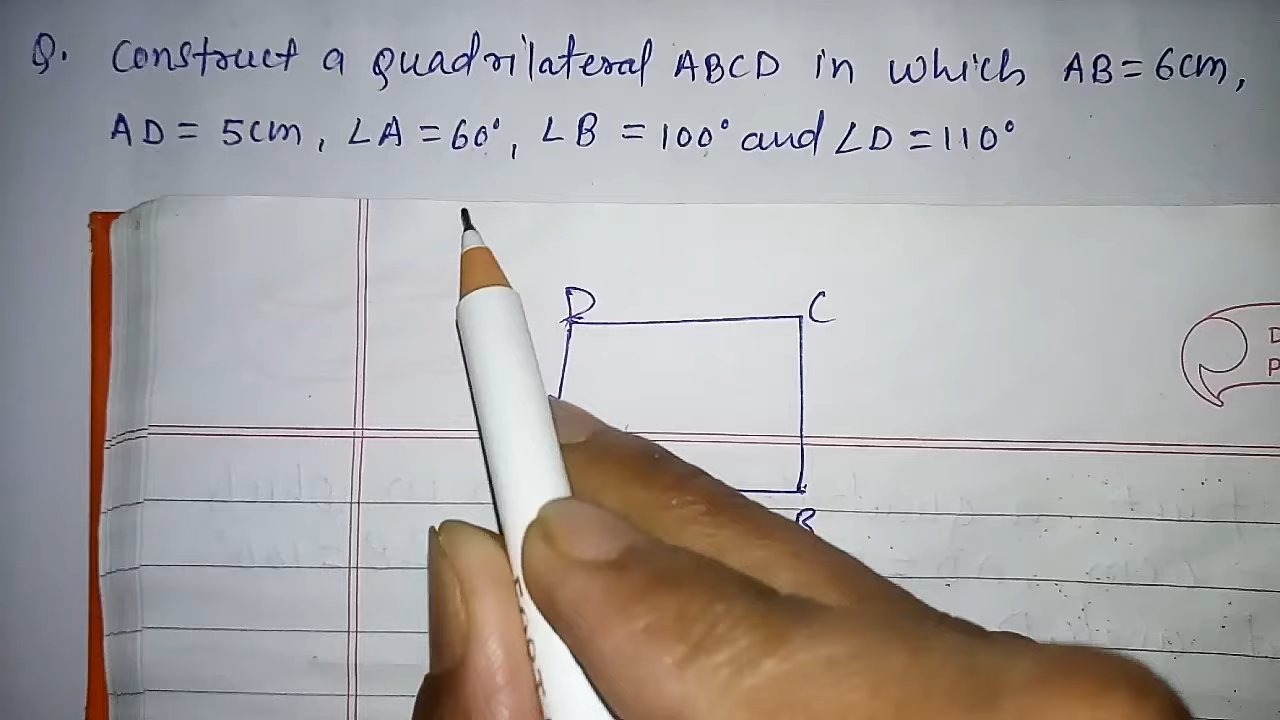 Q. Construct a quadrilateral ABCD in which AB = 6cm,
AD = 5cm, ∠A = 60°, ∠B = 100° and ∠D = 110°
D C
B